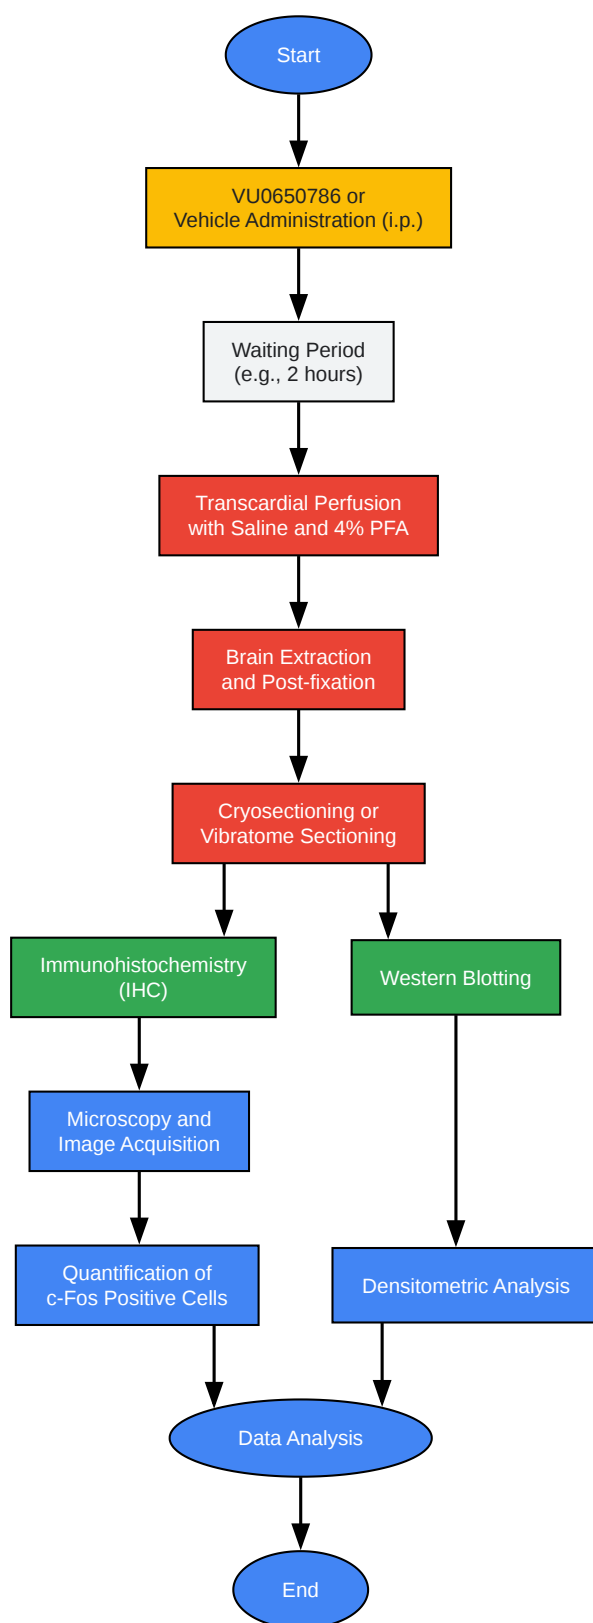 Start
VU0650786 or
Vehicle Administration (i.p.)
Waiting Period
(e.g., 2 hours)
Transcardial Perfusion
with Saline and 4% PFA
Brain Extraction
and Post-fixation
Cryosectioning or
Vibratome Sectioning
Immunohistochemistry
(IHC)
Western Blotting
Microscopy and
Image Acquisition
Quantification of
c-Fos Positive Cells
Densitometric Analysis
Data Analysis
End